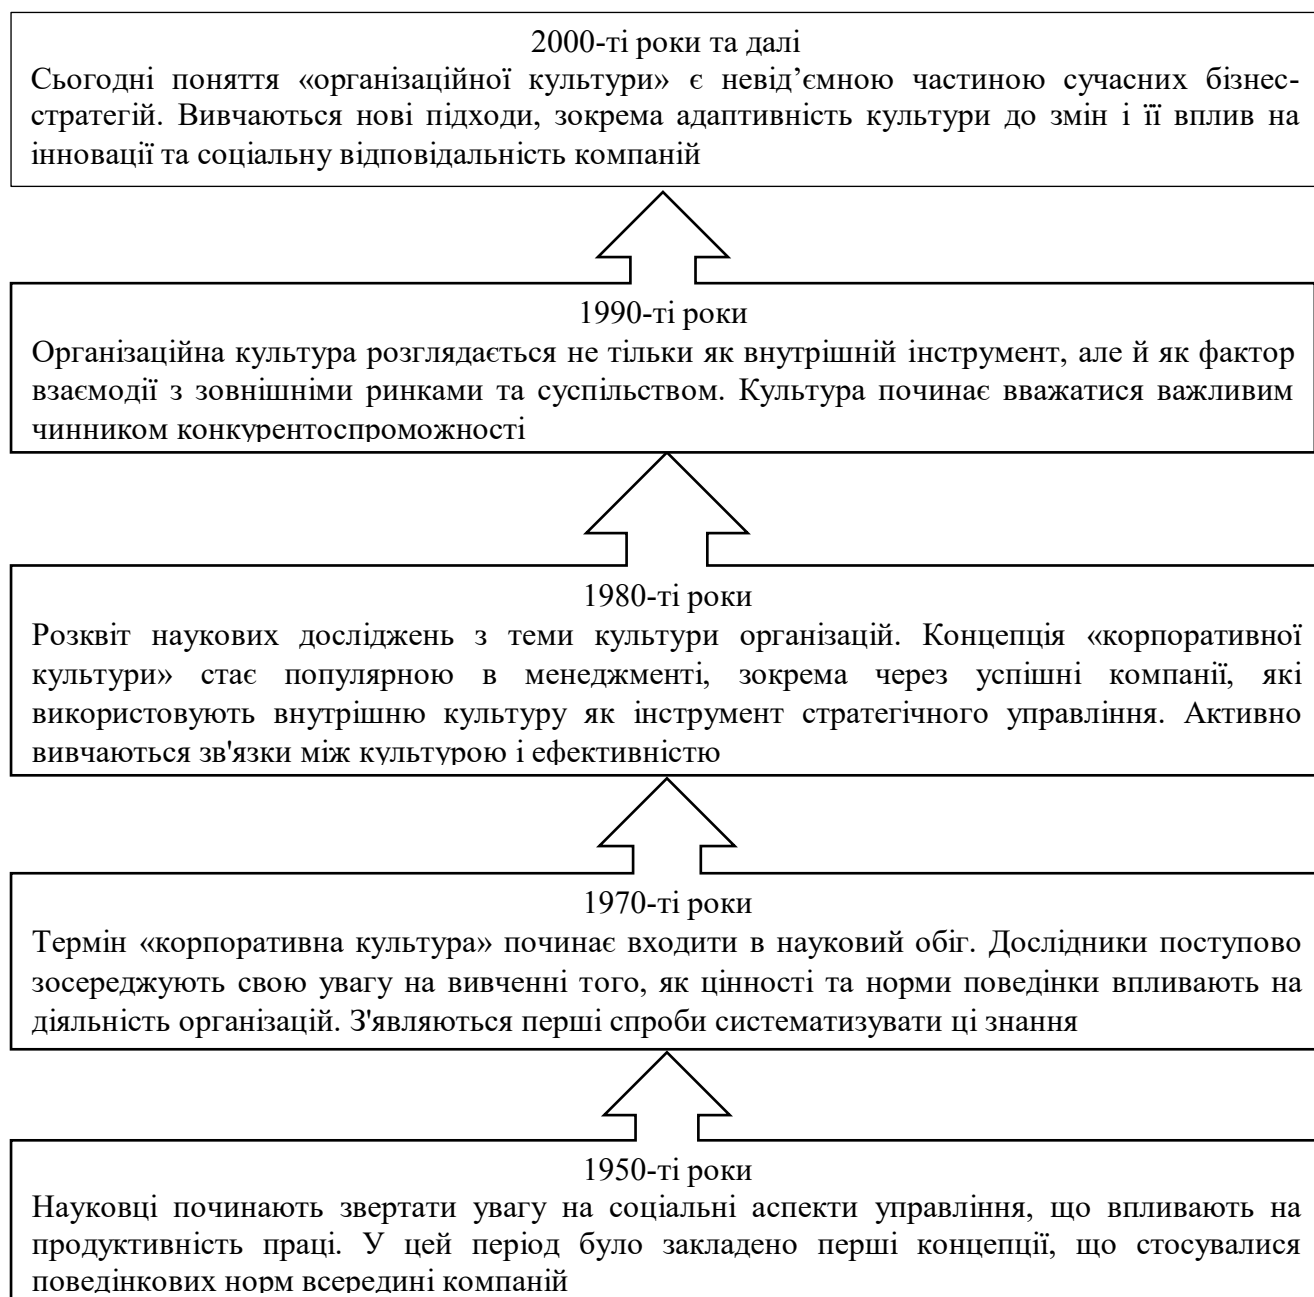 2000-ті роки та далі
Сьогодні поняття «організаційної культури» є невід’ємною частиною сучасних бізнес-
стратегій. Вивчаються нові підходи, зокрема адаптивність культури до змін і її вплив на
інновації та соціальну відповідальність компаній
1990-ті роки
Організаційна культура розглядається не тільки як внутрішній інструмент, але й як фактор
взаємодії з зовнішніми ринками та суспільством. Культура починає вважатися важливим
чинником конкурентоспроможності
1980-ті роки
Розквіт наукових досліджень з теми культури організацій. Концепція «корпоративної
культури» стає популярною в менеджменті, зокрема через успішні компанії, які
використовують внутрішню культуру як інструмент стратегічного управління. Активно
вивчаються зв'язки між культурою і ефективністю
1970-ті роки
Термін «корпоративна культура» починає входити в науковий обіг. Дослідники поступово
зосереджують свою увагу на вивченні того, як цінності та норми поведінки впливають на
діяльність організацій. З'являються перші спроби систематизувати ці знання
1950-ті роки
Науковці починають звертати увагу на соціальні аспекти управління, що впливають на
продуктивність праці. У цей період було закладено перші концепції, що стосувалися
поведінкових норм всередині компаній